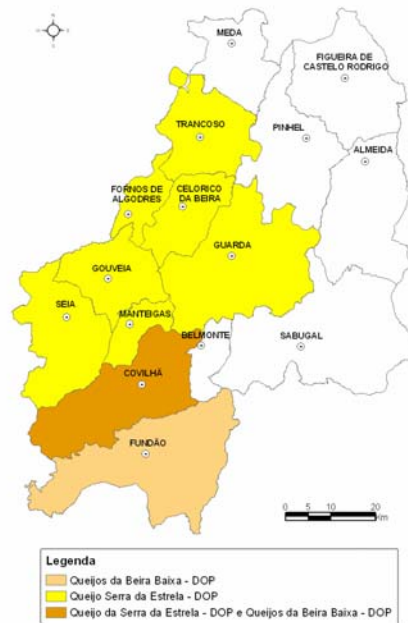 MEDA
FIGUEIRA DE
CASTELO RODRIGO
TRANCOSO
PINHEL
ALMEIDA
FORNOS DE
ALGODRES
CELORICO
DA BEIRA
GUARDA
GOUVEIA
SEIA
MANTEIGAS
BELMONTE
SABUGAL
COVILHÃ
FUNDÃO
0 5 10 20
Km
Legenda
Queijos da Beira Baixa - DOP
Queijo Serra da Estrela - DOP
Queijo da Serra da Estrela - DOP e Queijos da Beira Baixa - DOP